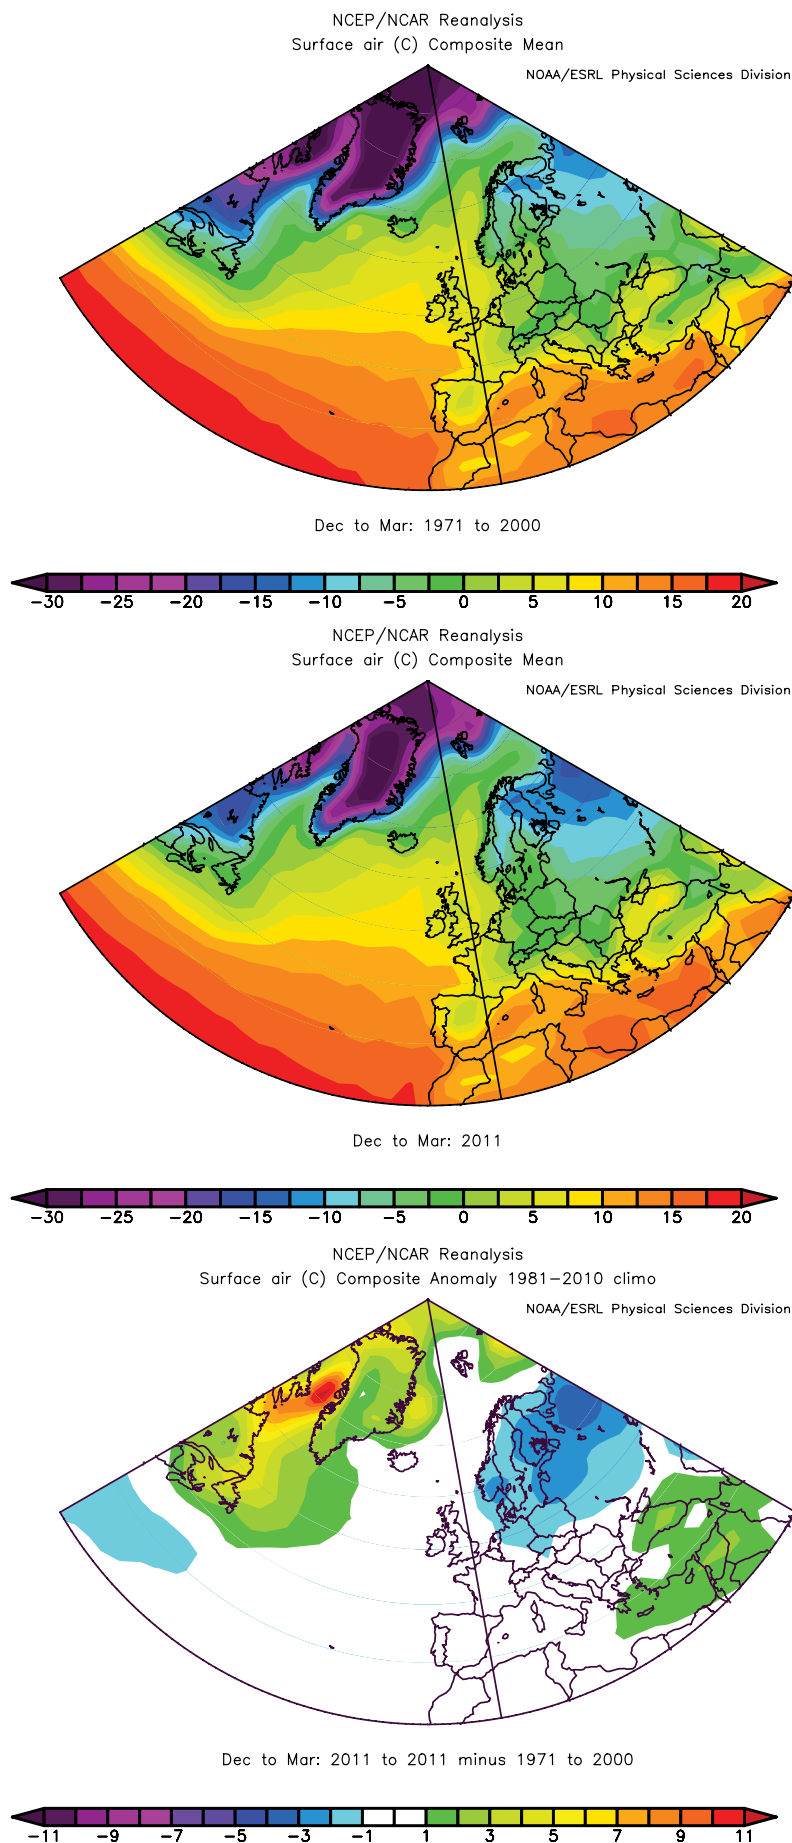 NCEP/NCAR Reanalysis
Surface air (C) Composite Mean
NOAA/ESRL Physical Sciences Division
Dec to Mar: 1971 to 2000
−30 −25 −20 −15 −10 −5 0 5 10 15 20
NCEP/NCAR Reanalysis
Surface air (C) Composite Mean
NOAA/ESRL Physical Sciences Division
Dec to Mar: 2011
−30 −25 −20 −15 −10 −5 0 5 10 15 20
NCEP/NCAR Reanalysis
Surface air (C) Composite Anomaly 1981−2010 climo
NOAA/ESRL Physical Sciences Division
Dec to Mar: 2011 to 2011 minus 1971 to 2000
−11 −9 −7 −5 −3 −1 1 3 5 7 9 11